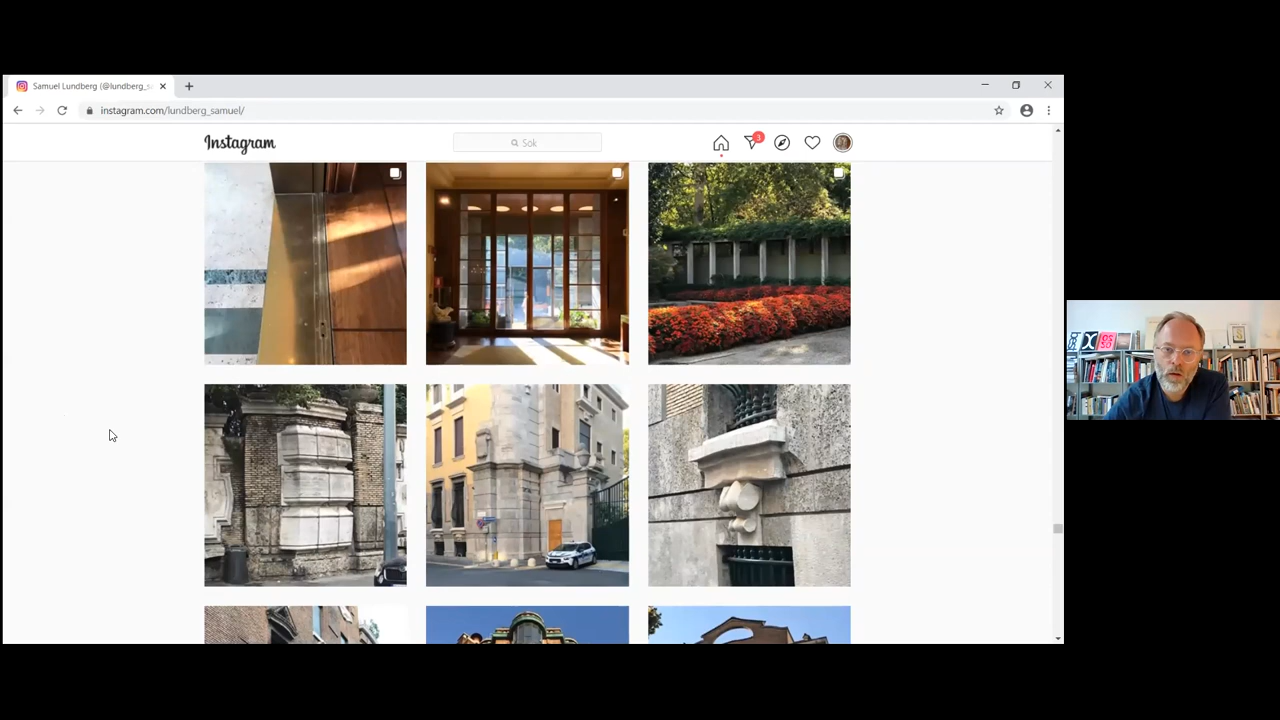 Samuel Lundberg (@lundberg_s
instagram.com/lundberg_samuel/
Instagram
Sök
3